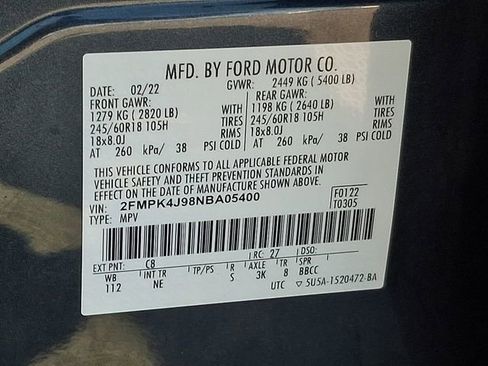 MFD. BY FORD MOTOR CO.
DATE: 02/22 GVWR: 2449 KG ( 5400 LB)
FRONT GAWR: REAR GAWR:
1279 KG ( 2820 LB) WITH 1198 KG ( 2640 LB) WITH
245/60R18 105H TIRES 245/60R18 105H TIRES
18x8.0J RIMS 18x8.0J RIMS
AT 260 kPa/ 38 PSI COLD AT 260 kPa/ 38 PSI COLD
THIS VEHICLE CONFORMS TO ALL APPLICABLE FEDERAL MOTOR
VEHICLE SAFETY AND THEFT PREVENTION STANDARDS IN
EFFECT ON THE DATE OF MANUFACTURE SHOWN ABOVE.
VIN: 2FMPK4J98NBA05400 F0122
TYPE: MPV T0305
EXT PNT: C8 RC: 27 DSO:
WB INT TR TP/PS R AXLE TR SPR
112 NE S 3K 8 BBCC
UTC ▽ 5U5A-1520472-BA